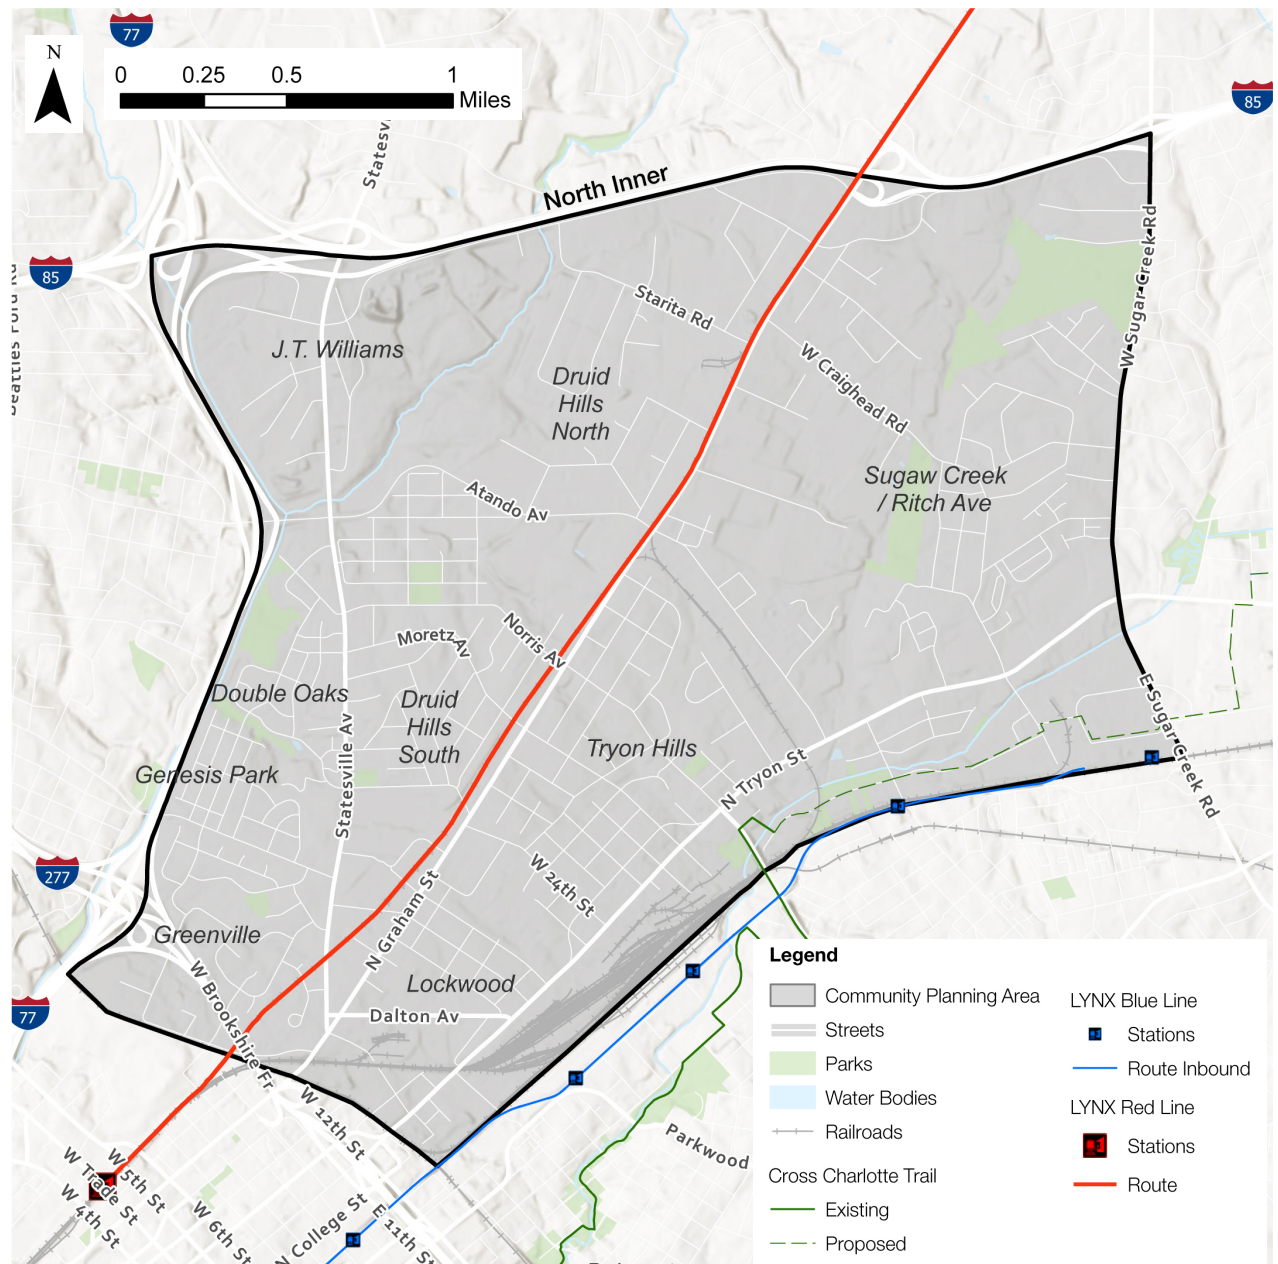 77
N
0 0.25 0.5 1
Miles
85
Statesv
North Inner
85
W Sugar Creek Rd
Starita Rd
J.T. Williams
W Craighead Rd
Druid
Hills
North
Sugaw Creek
/ Ritch Ave
Atando Av
Norris Av
Moretz Av
Double Oaks
Druid
Hills
South
Statesville Av
Tryon Hills
E Sugar Creek Rd
Genesis Park
N Tryon St
277
W 24th St
N Graham St
Greenville
Lockwood
W Brookshire Fr
Dalton Av
77
W 12th St
Parkwood
W 5th St
W Trade St
W 4th St
W 6th St
N College St
E 11th St
Legend
Community Planning Area
Streets
Parks
Water Bodies
Railroads
Cross Charlotte Trail
Existing
Proposed
LYNX Blue Line
Stations
Route Inbound
LYNX Red Line
Stations
Route